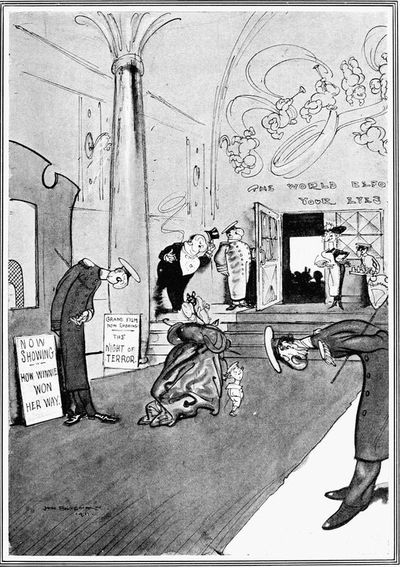 THE WORLD BEFO
YOUR EYES
GRAND FILM
NOW SHOWING
THE
NIGHT OF
TERROR.
NOW
SHOWING
HOW WINNIE
WON
HER WAY.